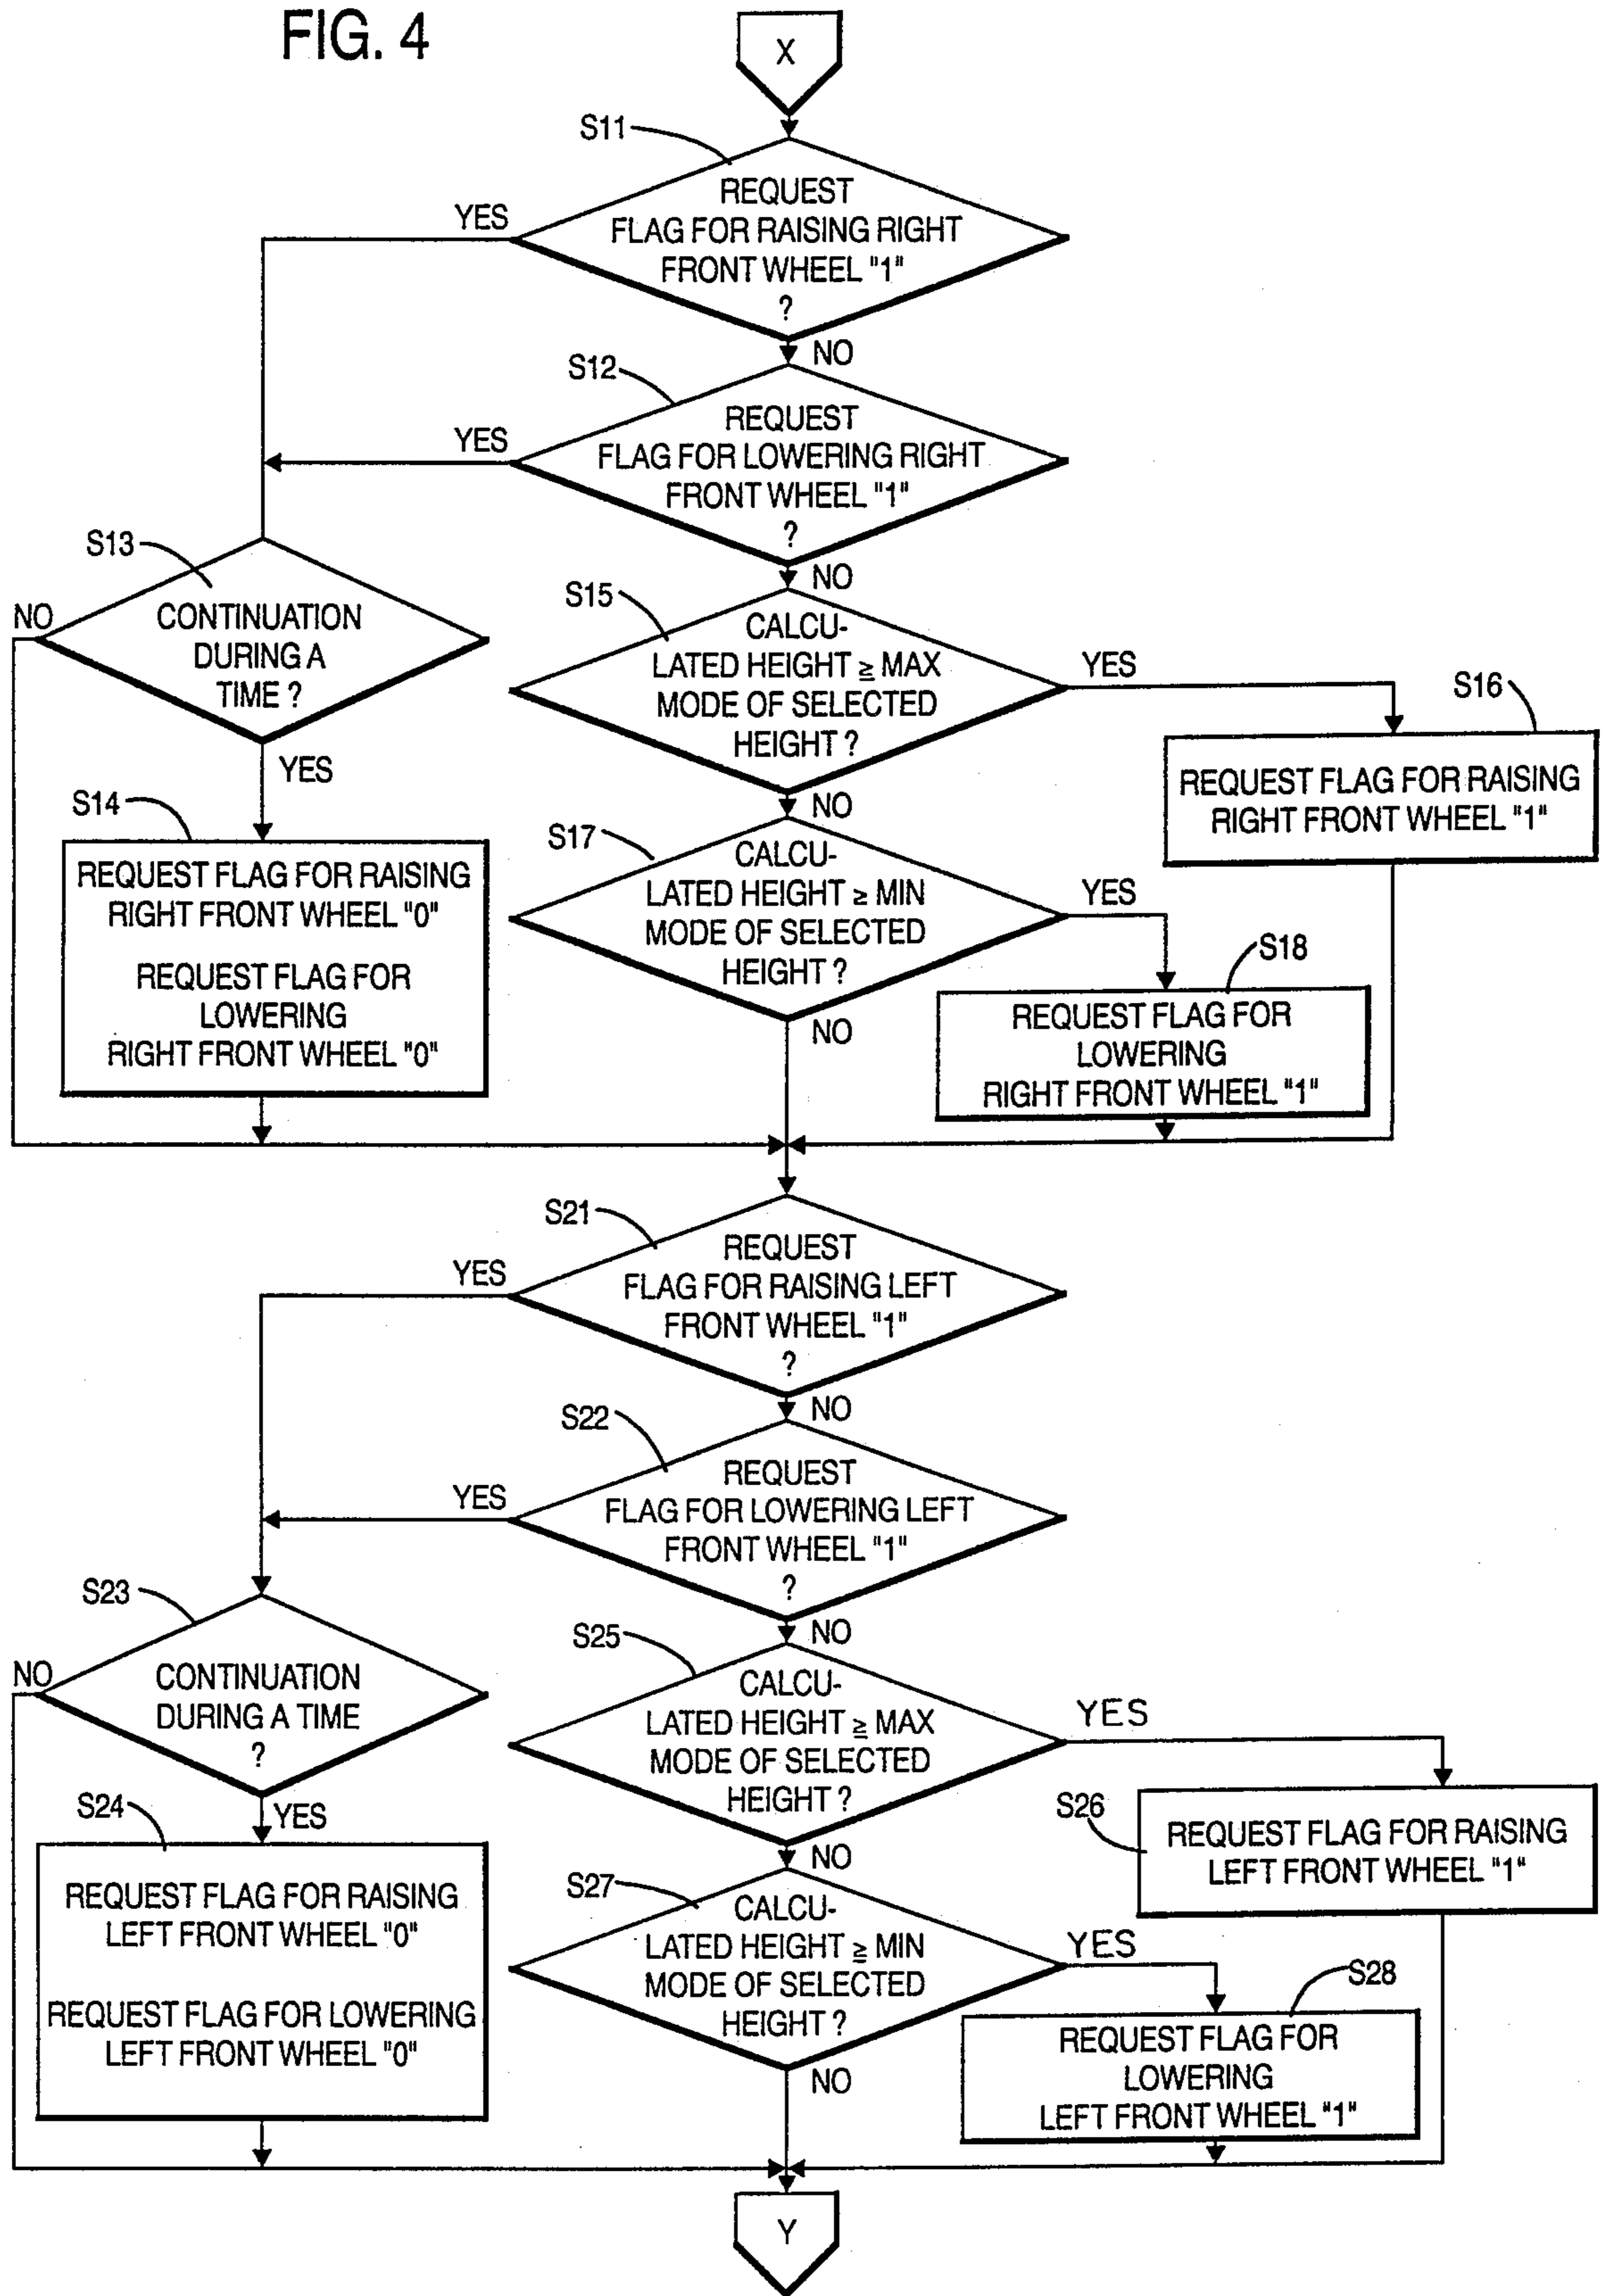 FIG. 4
X
S11
REQUEST
FLAG FOR RAISING RIGHT
FRONT WHEEL "1"
?
YES
NO
S12
REQUEST
FLAG FOR LOWERING RIGHT
FRONT WHEEL "1"
?
YES
NO
S13
CONTINUATION
DURING A
TIME ?
NO
YES
S14
REQUEST FLAG FOR RAISING
RIGHT FRONT WHEEL "0"
REQUEST FLAG FOR
LOWERING
RIGHT FRONT WHEEL "0"
S15
CALCU-
LATED HEIGHT ≧ MAX
MODE OF SELECTED
HEIGHT ?
YES
NO
S16
REQUEST FLAG FOR RAISING
RIGHT FRONT WHEEL "1"
S17
CALCU-
LATED HEIGHT ≥ MIN
MODE OF SELECTED
HEIGHT ?
YES
NO
S18
REQUEST FLAG FOR
LOWERING
RIGHT FRONT WHEEL "1"
S21
REQUEST
FLAG FOR RAISING LEFT
FRONT WHEEL "1"
?
YES
NO
S22
REQUEST
FLAG FOR LOWERING LEFT
FRONT WHEEL "1"
?
YES
NO
S23
CONTINUATION
DURING A TIME
?
NO
YES
S24
REQUEST FLAG FOR RAISING
LEFT FRONT WHEEL "0"
REQUEST FLAG FOR LOWERING
LEFT FRONT WHEEL "0"
S25
CALCU-
LATED HEIGHT ≧ MAX
MODE OF SELECTED
HEIGHT ?
YES
NO
S26
REQUEST FLAG FOR RAISING
LEFT FRONT WHEEL "1"
S27
CALCU-
LATED HEIGHT ≧ MIN
MODE OF SELECTED
HEIGHT ?
YES
NO
S28
REQUEST FLAG FOR
LOWERING
LEFT FRONT WHEEL "1"
Y